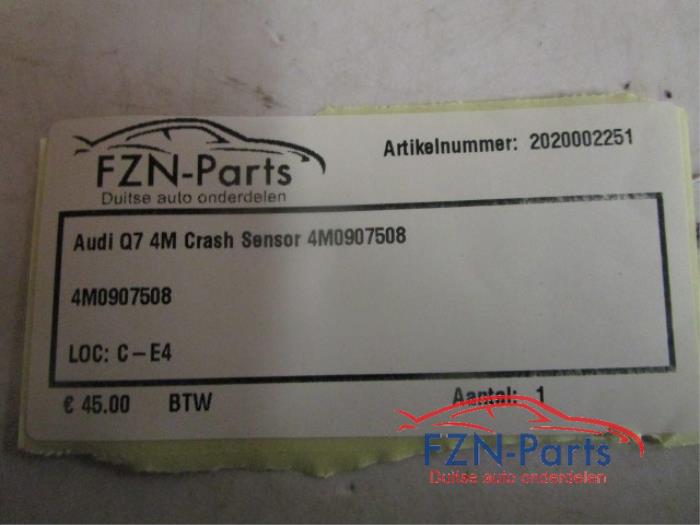 FZN-Parts
Duitse auto onderdelen
Artikelnummer: 2020002251
Audi Q7 4M Crash Sensor 4M0907508
4M0907508
LOC: C-E4
€ 45.00 BTW Aantal: 1
FZN-Parts
Duitse auto onderdelen